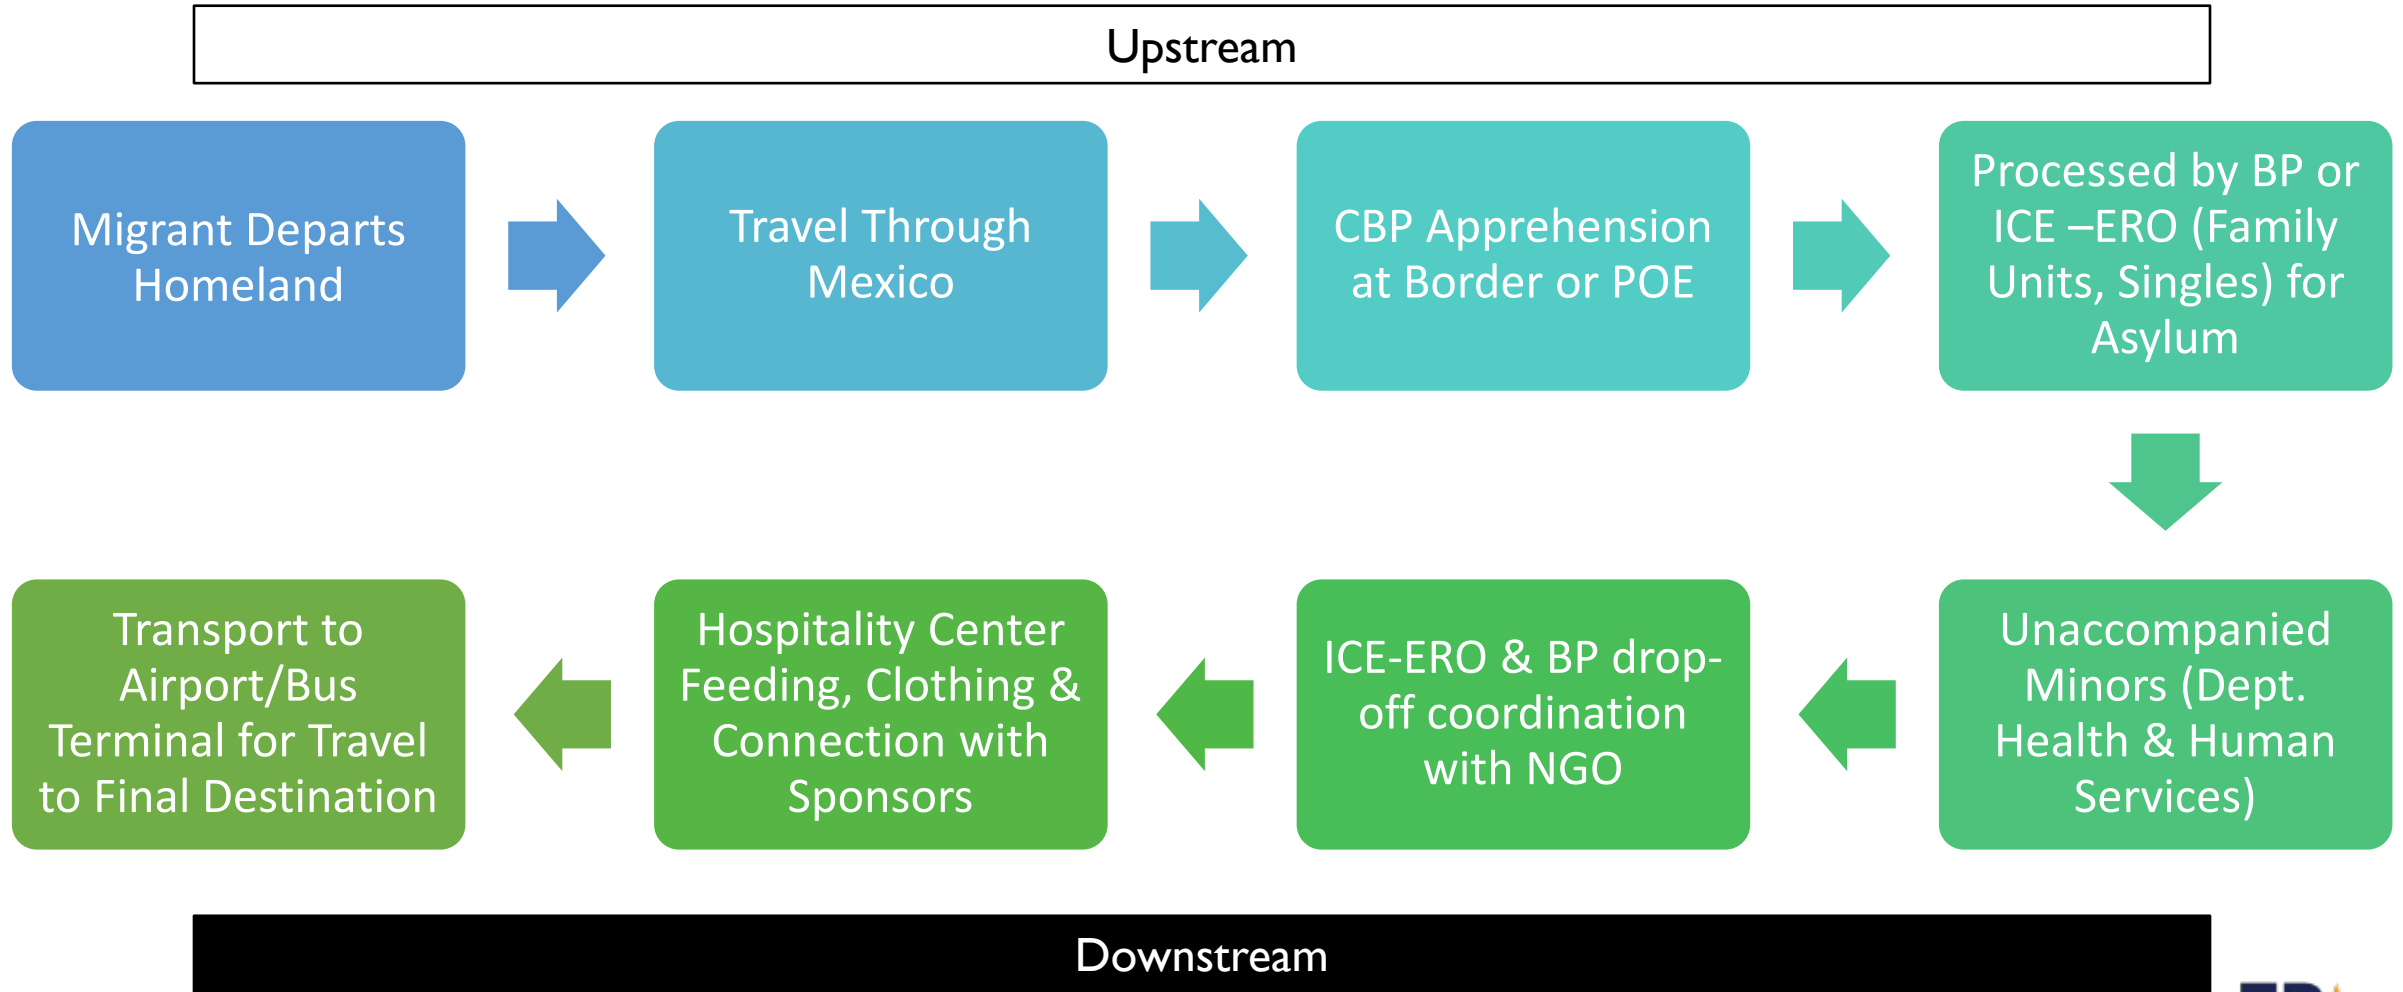 Upstream
Migrant Departs
Homeland
Travel Through
Mexico
CBP Apprehension
at Border or POE
Processed by BP or
ICE –ERO (Family
Units, Singles) for
Asylum
Unaccompanied
Minors (Dept.
Health & Human
Services)
ICE-ERO & BP drop-
off coordination
with NGO
Hospitality Center
Feeding, Clothing &
Connection with
Sponsors
Transport to
Airport/Bus
Terminal for Travel
to Final Destination
Downstream